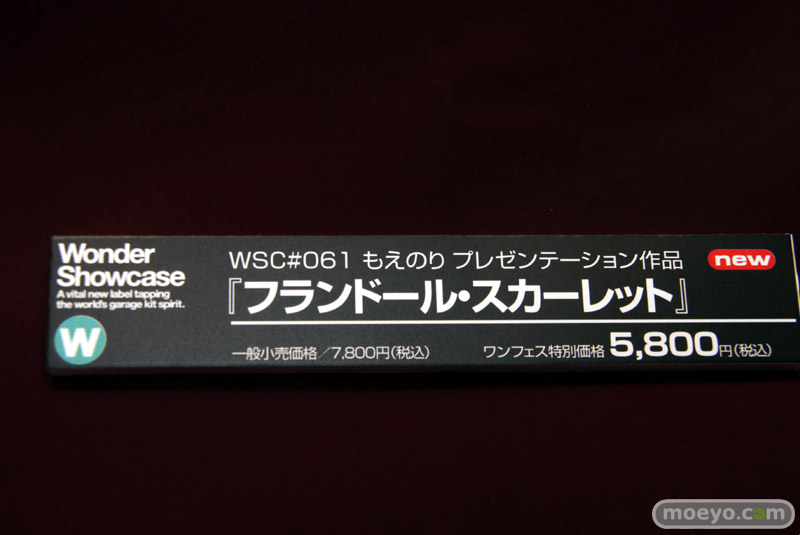 Wonder
Showcase
A vital new label tapping
the world's garage kit spirit.
W
WSC#061 もえのり プレゼンテーション作品
new
『フランドール・スカーレット』
一般小売価格／7,800円(税込)
ワンフェス特別価格 5,800円(税込)
moeyo.com